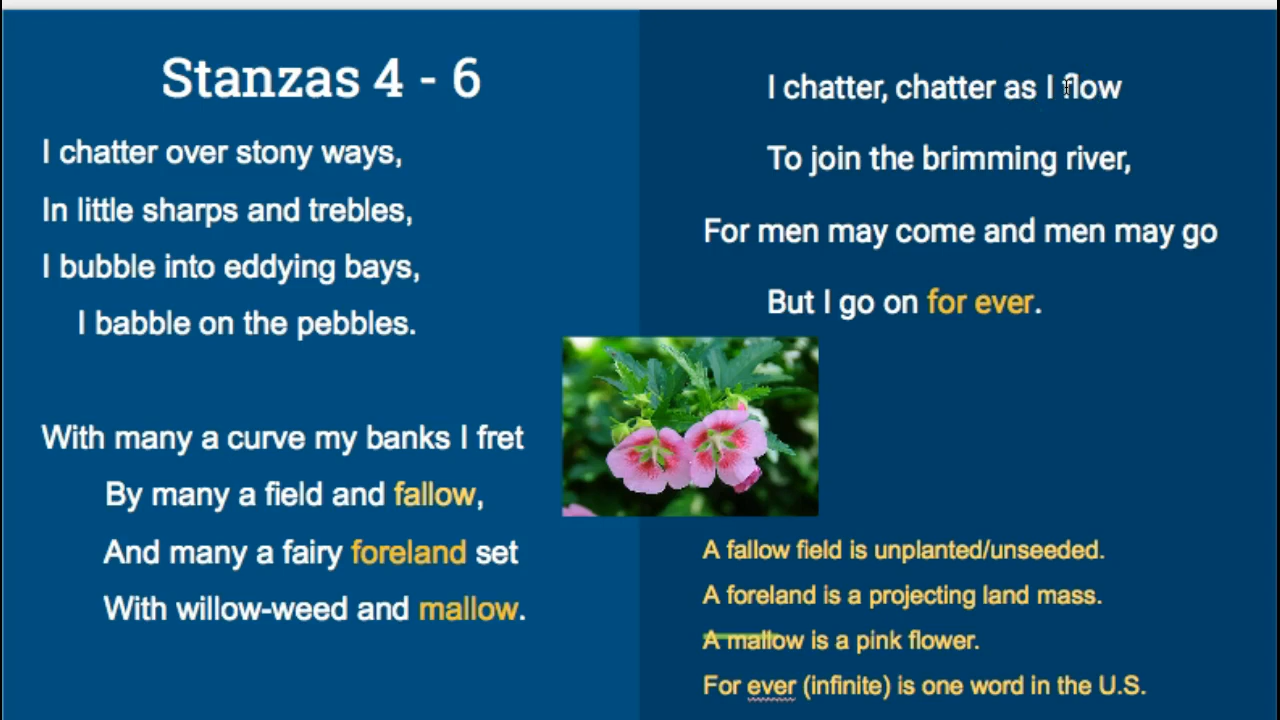 Stanzas 4 - 6
I chatter over stony ways,
In little sharps and trebles,
I bubble into eddying bays,
I babble on the pebbles.
With many a curve my banks I fret
By many a field and fallow,
And many a fairy foreland set
With willow-weed and mallow.
I chatter, chatter as I flow
To join the brimming river,
For men may come and men may go
But I go on for ever.
A fallow field is unplanted/unseeded.
A foreland is a projecting land mass.
A mallow is a pink flower.
For ever (infinite) is one word in the U.S.